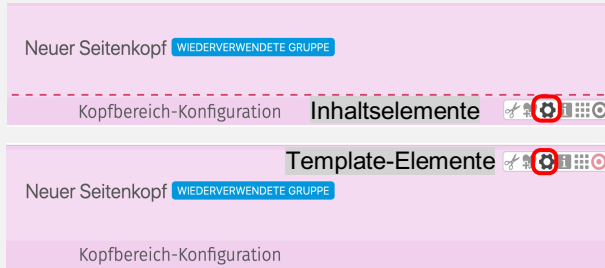 Neuer Seitenkopf WIEDERVERWENDETE GRUPPE
Kopfbereich-Konfiguration Inhaltselemente
Template-Elemente
Neuer Seitenkopf WIEDERVERWENDETE GRUPPE
Kopfbereich-Konfiguration